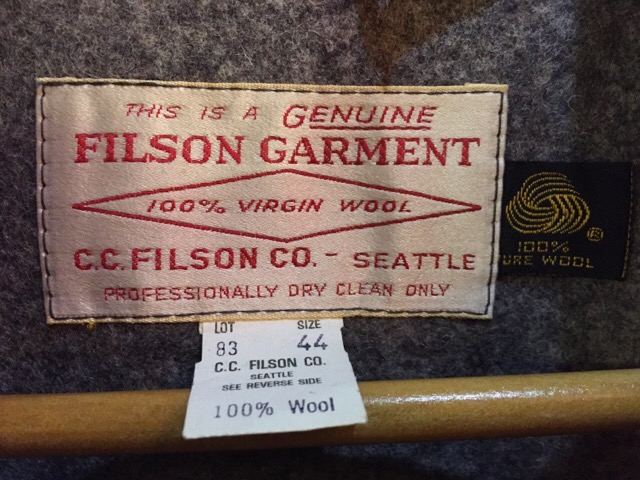 THIS IS A GENUINE
FILSON GARMENT
100% VIRGIN WOOL
C.C. FILSON CO. - SEATTLE
PROFESSIONALLY DRY CLEAN ONLY
100%
®
URE WOOL
LOT SIZE
83 44
C.C. FILSON CO.
SEATTLE
SEE REVERSE SIDE
100% Wool